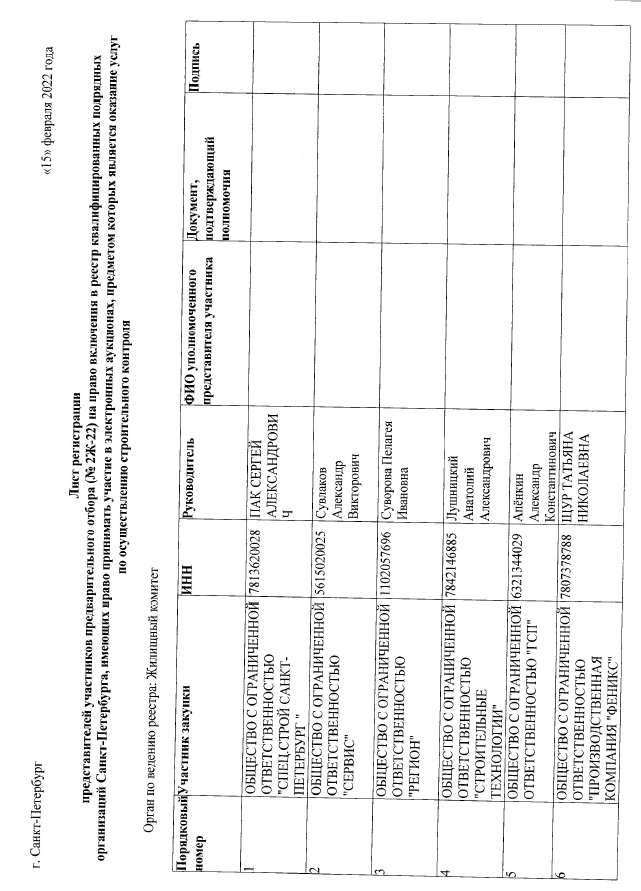 г. Санкт-Петербург
«15» февраля 2022 года
Лист регистрации
представителей участников предварительного отбора (№ 2Ж-22) на право включения в реестр квалифицированных подрядных
организаций Санкт-Петербурга, имеющих право принимать участие в электронных аукционах, предметом которых является оказание услуг
по осуществлению строительного контроля
Орган по ведению реестра: Жилищный комитет
Порядковый номер
Участник закупки
ИНН
Руководитель
ФИО уполномоченного
представителя участника
Документ,
подтверждающий
полномочия
Подпись
1
ОБЩЕСТВО С ОГРАНИЧЕННОЙ
ОТВЕТСТВЕННОСТЬЮ
"СПЕЦ.СТРОЙ САНКТ-
ПЕТЕРБУРГ "
7813620028
ПАК СЕРГЕЙ
АЛЕКСАНДРОВИ
Ч
2
ОБЩЕСТВО С ОГРАНИЧЕННОЙ
ОТВЕТСТВЕННОСТЬЮ
"СЕРВИС"
5615020025
Сувлаков
Александр
Викторович
3
ОБЩЕСТВО С ОГРАНИЧЕННОЙ
ОТВЕТСТВЕННОСТЬЮ
"РЕГИОН"
1102057696
Суворова Пелагея
Ивановна
4
ОБЩЕСТВО С ОГРАНИЧЕННОЙ
ОТВЕТСТВЕННОСТЬЮ
"СТРОИТЕЛЬНЫЕ
ТЕХНОЛОГИИ"
7842146885
Лушницкий
Анатолий
Александрович
5
ОБЩЕСТВО С ОГРАНИЧЕННОЙ
ОТВЕТСТВЕННОСТЬЮ "ТСП"
6321344029
Апёнкин
Александр
Константинович
6
ОБЩЕСТВО С ОГРАНИЧЕННОЙ
ОТВЕТСТВЕННОСТЬЮ
"ПРОИЗВОДСТВЕННАЯ
КОМПАНИЯ "ФЕНИКС"
7807378788
ЩУР ТАТЬЯНА
НИКОЛАЕВНА